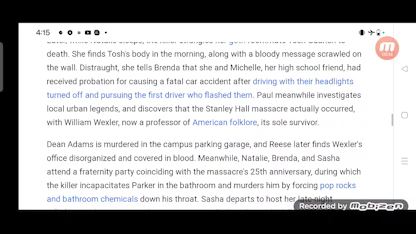 4:15
death. She finds Tosh's body in the morning, along with a bloody message scrawled on
the wall. Distraught, she tells Brenda that she and Michelle, her high school friend, had
received probation for causing a fatal car accident after driving with their headlights
turned off and pursuing the first driver who flashed them. Paul meanwhile investigates
local urban legends, and discovers that the Stanley Hall massacre actually occurred,
with William Wexler, now a professor of American folklore, its sole survivor.
Dean Adams is murdered in the campus parking garage, and Reese later finds Wexler's
office disorganized and covered in blood. Meanwhile, Natalie, Brenda, and Sasha
attend a fraternity party coinciding with the massacre's 25th anniversary, during which
the killer incapacitates Parker in the bathroom and murders him by forcing pop rocks
and bathroom chemicals down his throat. Sasha departs to host her late-night
Recorded by MOBIZEN